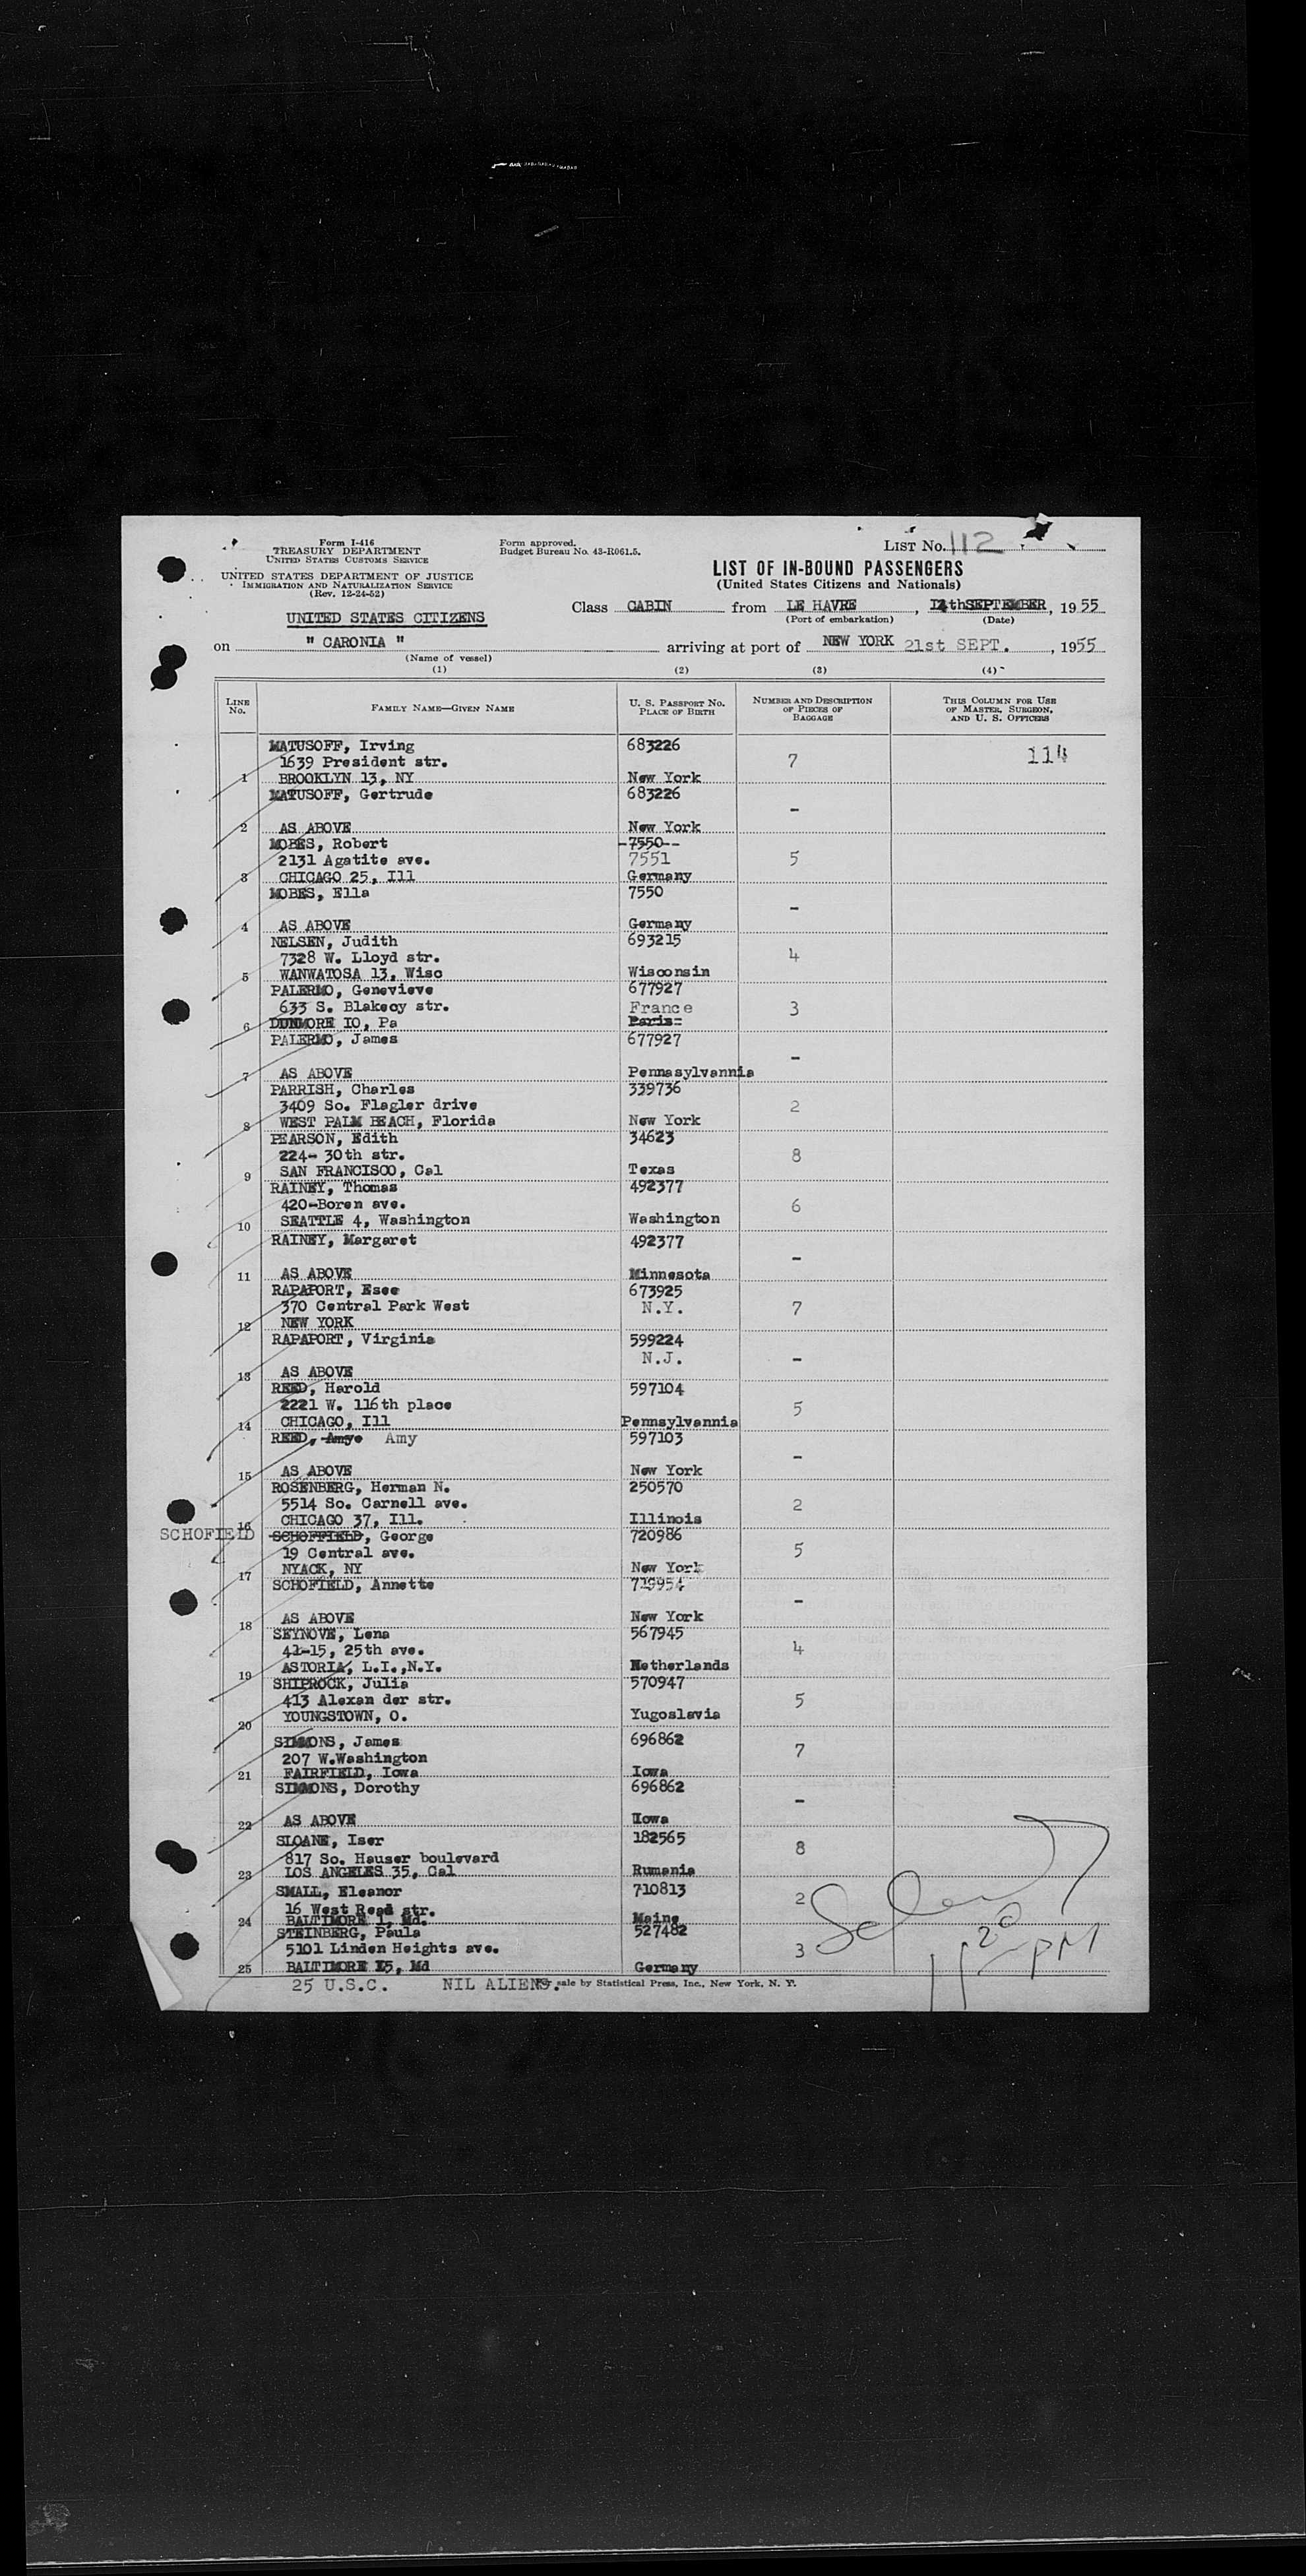 Form I-416
TREASURY DEPARTMENT
UNITED STATES CUSTOMS SERVICE
Form approved.
Budget Bureau No. 43-R061.5.
LIST No. 112
UNITED STATES DEPARTMENT OF JUSTICE
IMMIGRATION AND NATURALIZATION SERVICE
(Rev. 12-24-52)
LIST OF IN-BOUND PASSENGERS
(United States Citizens and Nationals)
UNITED STATES CITIZENS
Class CABIN from LE HAVRE, 14thSEPTEMBER, 1955
(Port of embarkation) (Date)
on " CARONIA " arriving at port of NEW YORK 21st SEPT., 1955
(Name of vessel)
(1) (2) (3) (4)
LINE No. FAMILY NAME—GIVEN NAME U. S. PASSPORT No. PLACE OF BIRTH NUMBER AND DESCRIPTION OF PIECES OF BAGGAGE THIS COLUMN FOR USE OF MASTER, SURGEON, AND U. S. OFFICERS
MATUSOFF, Irving 683226
1639 President str. 7 114
1 BROOKLYN 13, NY New York
MATUSOFF, Gertrude 683226
-
2 AS ABOVE New York
MOBES, Robert -7550--
2131 Agatite ave. 7551 5
3 CHICAGO 25, Ill Germany
MOBES, Ella 7550
-
4 AS ABOVE Germany
NELSEN, Judith 693215
7328 W. Lloyd str. 4
5 WANWATOSA 13, Wisc Wisconsin
PALERMO, Genevieve 677927
633 S. Blakecy str. France 3
6 DUNMORE IO, Pa Paris
PALERMO, James 677927
-
7 AS ABOVE Pennasylvannia
PARRISH, Charles 339736
3409 So. Flagler drive 2
8 WEST PALM BEACH, Florida New York
PEARSON, Edith 34623
224- 30th str. 8
9 SAN FRANCISCO, Cal Texas
RAINEY, Thomas 492377
420-Boren ave. 6
10 SEATTLE 4, Washington Washington
RAINEY, Margaret 492377
-
11 AS ABOVE Minnesota
RAPAPORT, Esee 673925
370 Central Park West N.Y. 7
12 NEW YORK
RAPAPORT, Virginia 599224
N.J. -
13 AS ABOVE
REED, Harold 597104
2221 W. 116th place 5
14 CHICAGO, Ill Pennsylvannia
REED, Amye Amy 597103
-
15 AS ABOVE New York
ROSENBERG, Herman N. 250570
5514 So. Carnell ave. 2
16 CHICAGO 37, Ill. Illinois
SCHOFIELD SCHOFFIELD, George 720986
19 Central ave. 5
17 NYACK, NY New York
SCHOFIELD, Annette 719954
-
18 AS ABOVE New York
SEYNOVE, Lena 567945
41-15, 25th ave. 4
19 ASTORIA, L.I.,N.Y. Netherlands
SHIPROCK, Julia 570947
413 Alexan der str. 5
20 YOUNGSTOWN, O. Yugoslavia
SIMMONS, James 696862
207 W.Washington 7
21 FAIRFIELD, Iowa Iowa
SIMMONS, Dorothy 696862
-
22 AS ABOVE Iowa
SLOANE, Iser 182565
817 So. Hauser boulevard 8
23 LOS ANGELES 35, Cal Rumania
SMALL, Eleanor 710813
16 West Read str. 2
24 BALTIMORE 1, Md. Maine
STEINBERG, Paula 527482
5101 Linden Heights ave. 3
25 BALTIMORE 15, Md Germany
25 U.S.C. NIL ALIENS. sale by Statistical Press, Inc., New York, N. Y.
PM